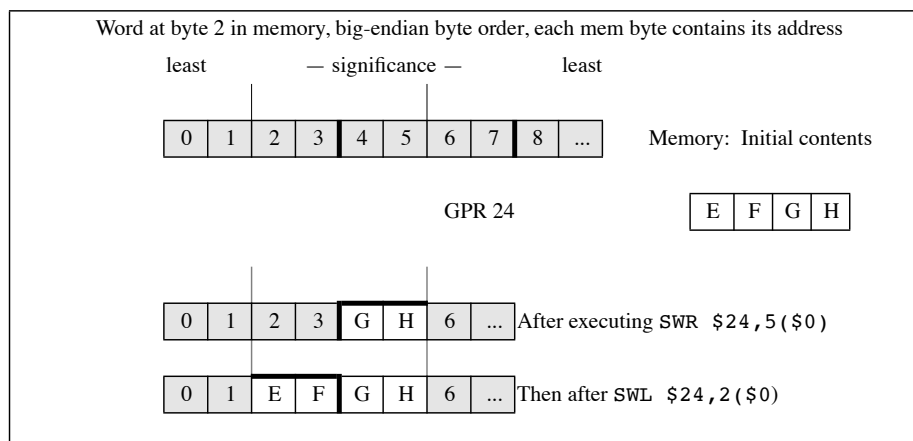 Word at byte 2 in memory, big-endian byte order, each mem byte contains its address
least — significance — least
0 1 2 3 4 5 6 7 8 ... Memory: Initial contents
GPR 24 E F G H
0 1 2 3 G H 6 ... After executing SWR $24,5($0)
0 1 E F G H 6 ... Then after SWL $24,2($0)